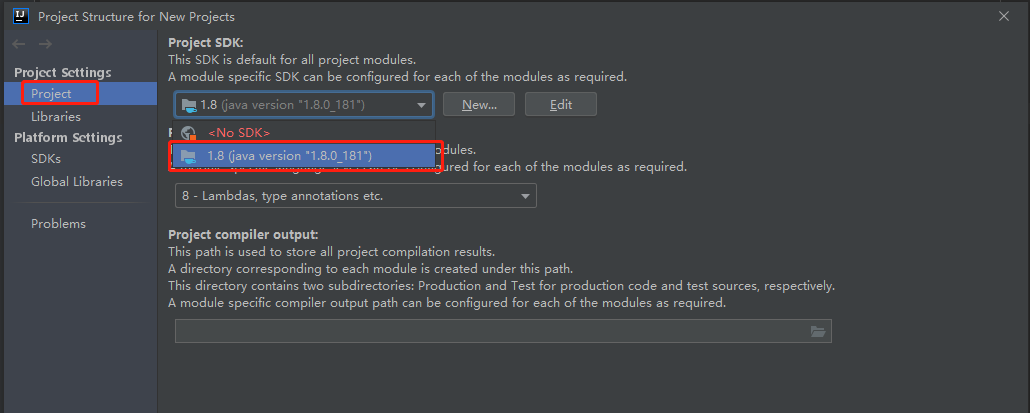 IJ
Project Structure for New Projects
Project Settings
Project
Libraries
Platform Settings
SDKs
Global Libraries
Problems
Project SDK:
This SDK is default for all project modules.
A module specific SDK can be configured for each of the modules as required.
1.8 (java version "1.8.0_181")
New...
Edit
<No SDK>
1.8 (java version "1.8.0_181")
odules.
configured for each of the modules as required.
8 - Lambdas, type annotations etc.
Project compiler output:
This path is used to store all project compilation results.
A directory corresponding to each module is created under this path.
This directory contains two subdirectories: Production and Test for production code and test sources, respectively.
A module specific compiler output path can be configured for each of the modules as required.